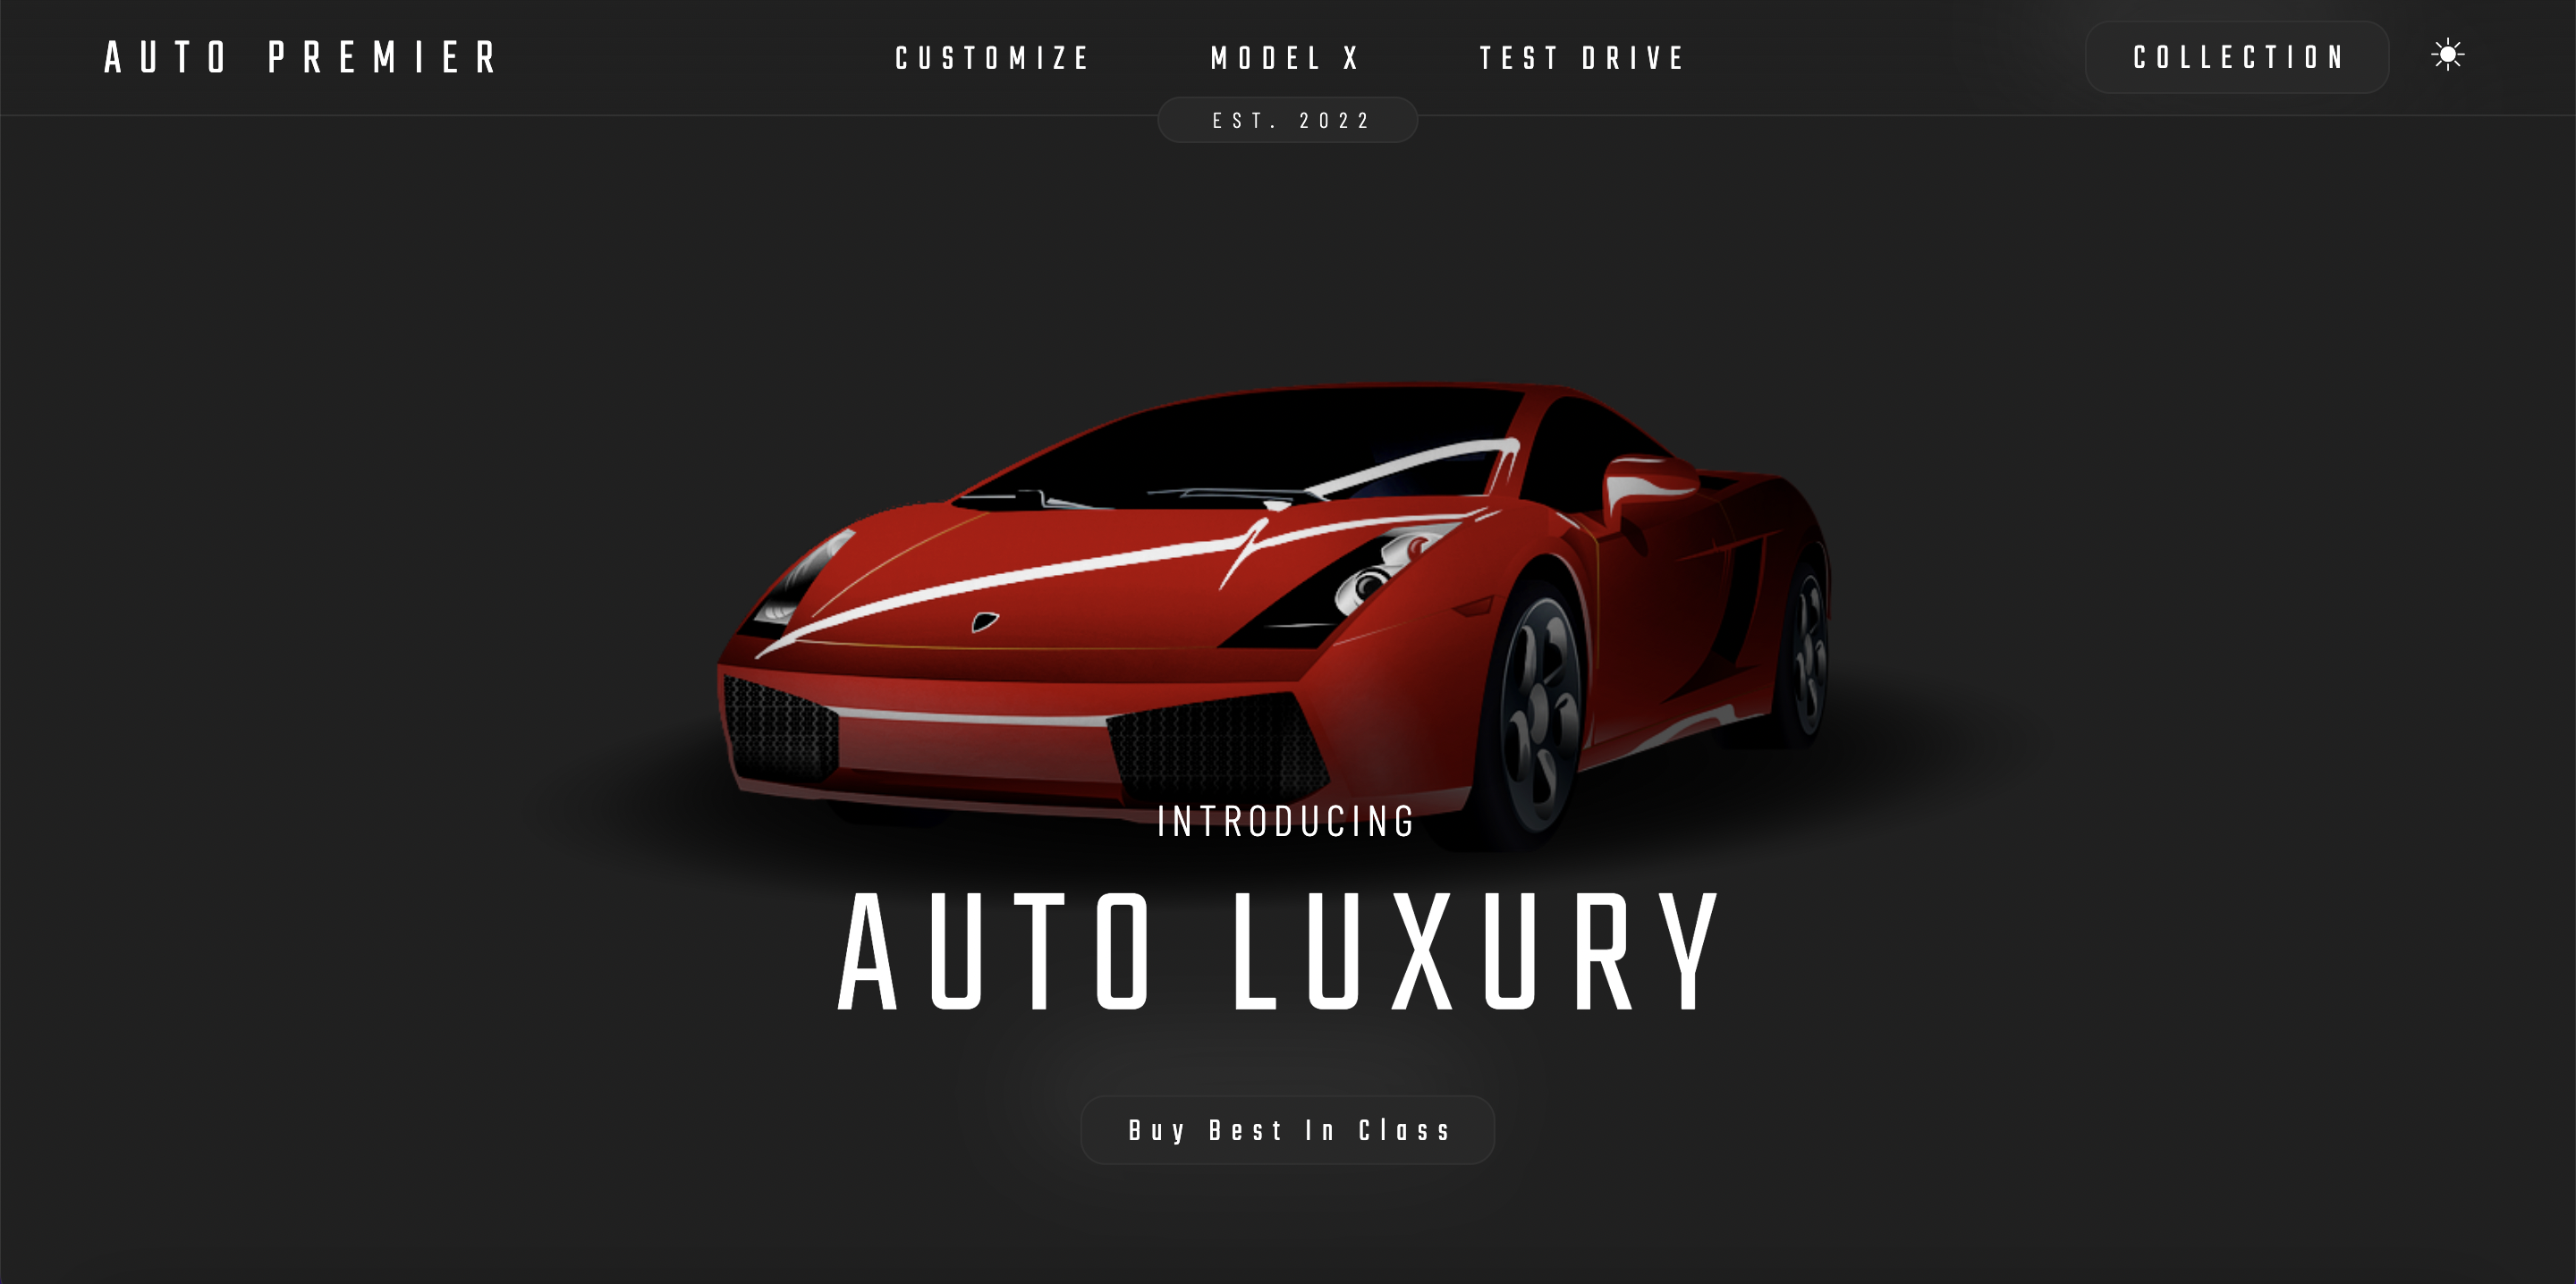 AUTO PREMIER
CUSTOMIZE
MODEL X
TEST DRIVE
COLLECTION
EST. 2022
INTRODUCING
AUTO LUXURY
Buy Best In Class